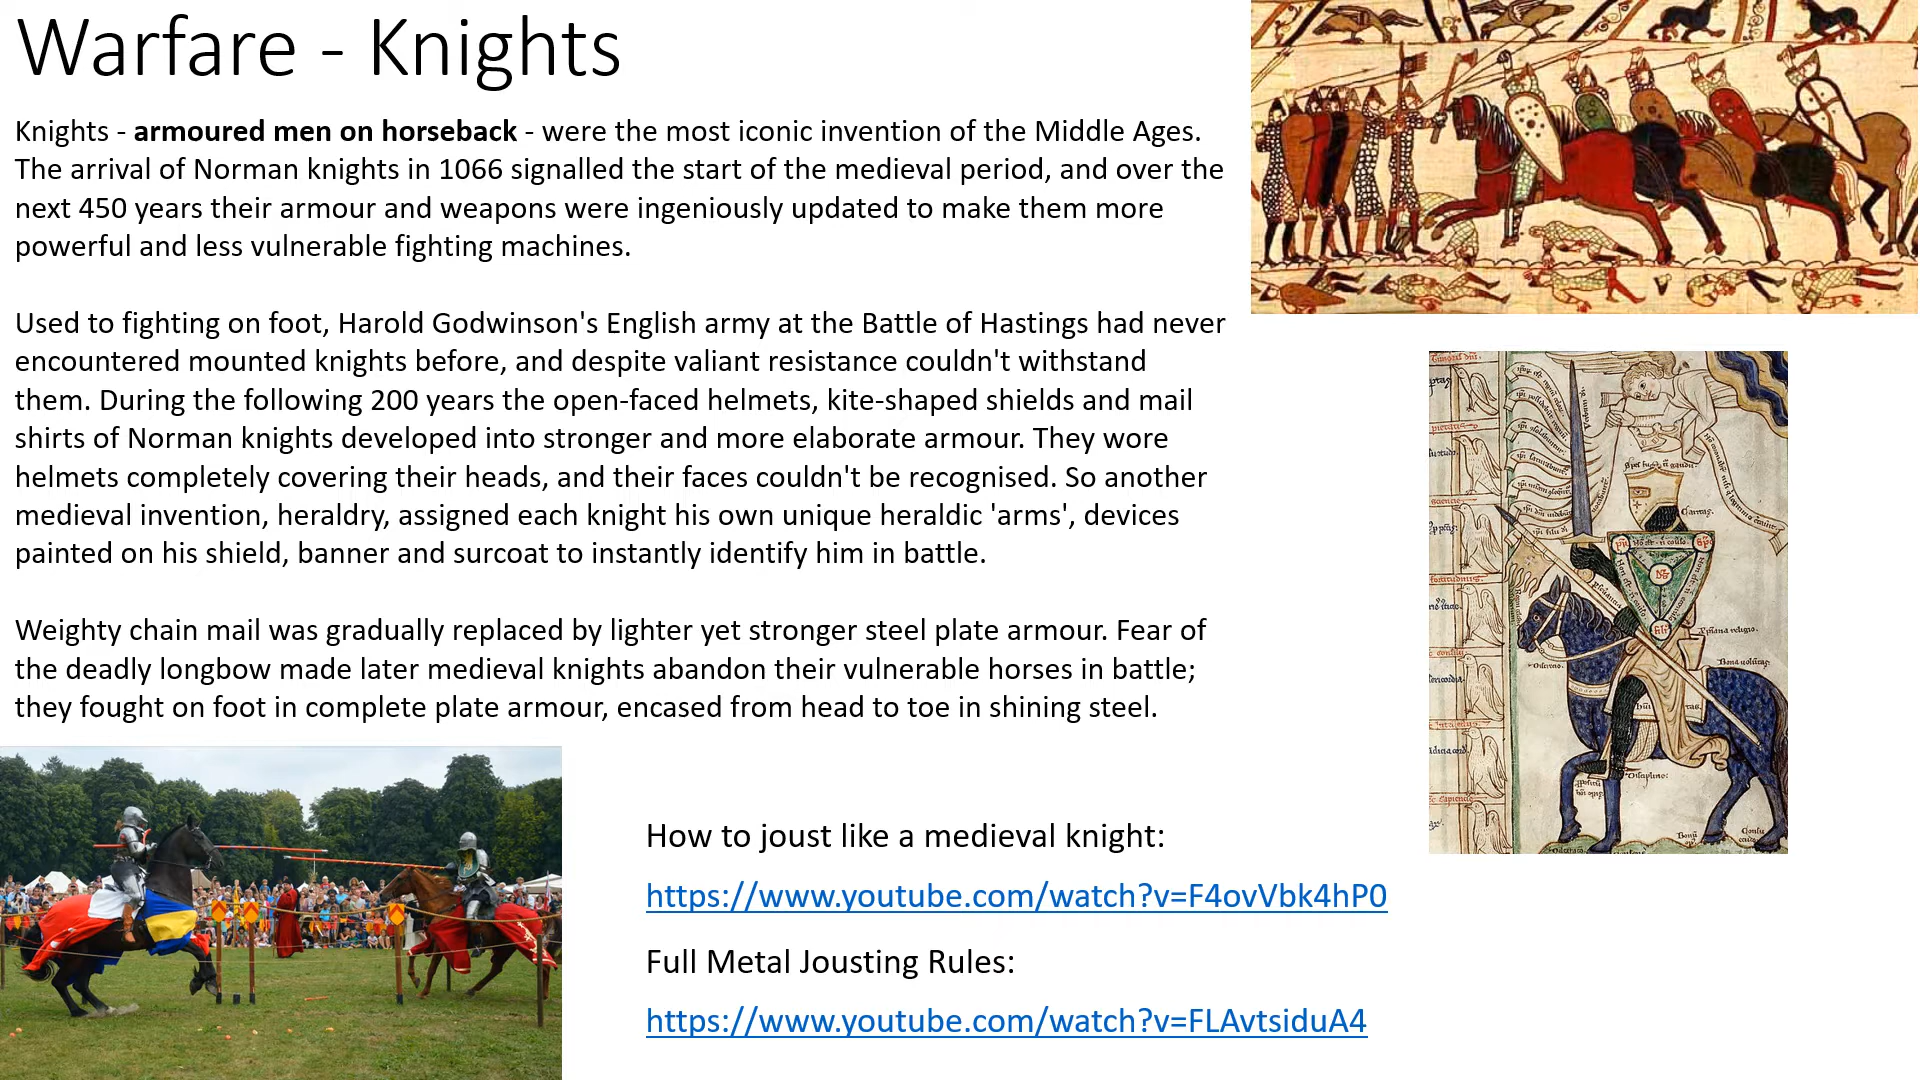 Warfare - Knights
Knights - armoured men on horseback - were the most iconic invention of the Middle Ages.
The arrival of Norman knights in 1066 signalled the start of the medieval period, and over the
next 450 years their armour and weapons were ingeniously updated to make them more
powerful and less vulnerable fighting machines.
Used to fighting on foot, Harold Godwinson's English army at the Battle of Hastings had never
encountered mounted knights before, and despite valiant resistance couldn't withstand
them. During the following 200 years the open-faced helmets, kite-shaped shields and mail
shirts of Norman knights developed into stronger and more elaborate armour. They wore
helmets completely covering their heads, and their faces couldn't be recognised. So another
medieval invention, heraldry, assigned each knight his own unique heraldic 'arms', devices
painted on his shield, banner and surcoat to instantly identify him in battle.
Weighty chain mail was gradually replaced by lighter yet stronger steel plate armour. Fear of
the deadly longbow made later medieval knights abandon their vulnerable horses in battle;
they fought on foot in complete plate armour, encased from head to toe in shining steel.
How to joust like a medieval knight:
https://www.youtube.com/watch?v=F4ovVbk4hP0
Full Metal Jousting Rules:
https://www.youtube.com/watch?v=FLAvtsiduA4